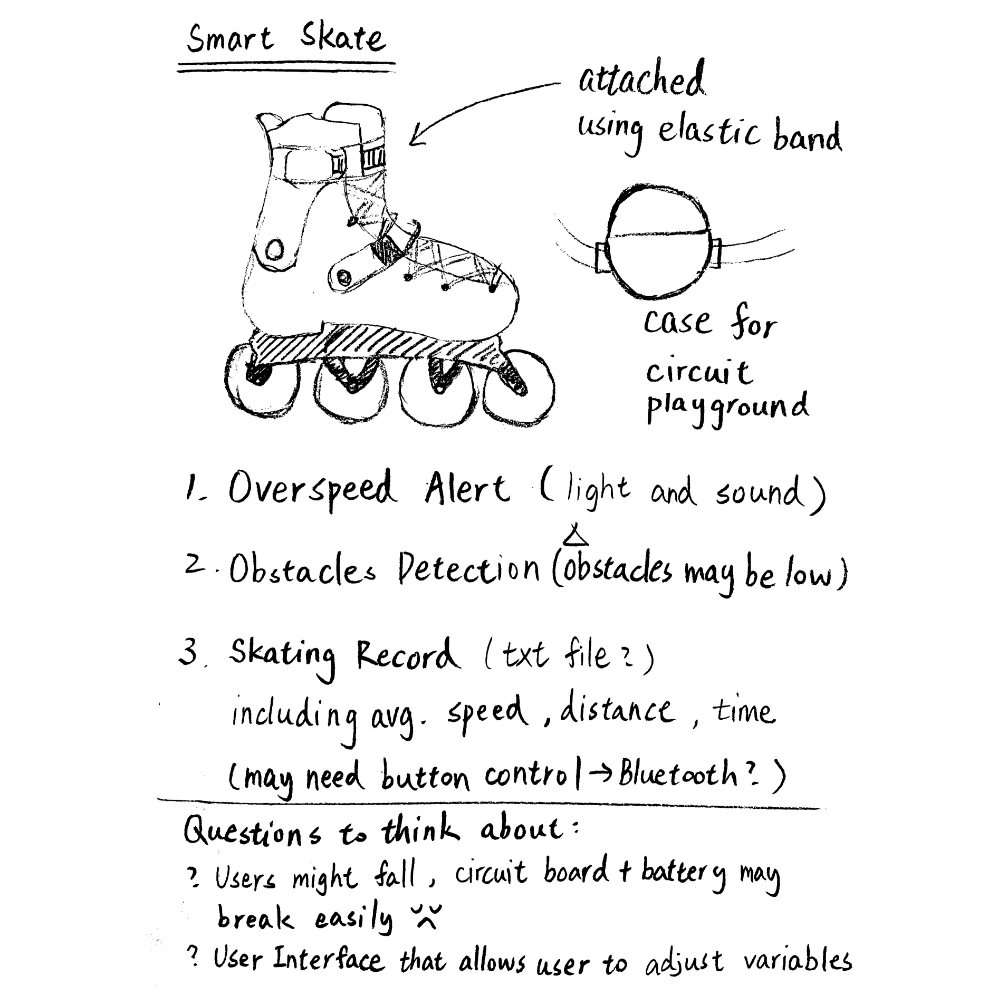 Smart Skate
attached
using elastic band
case for
circuit
playground
1. Overspeed Alert (light and sound)
2. Obstacles Detection (obstacles may be low)
3. Skating Record (txt file?)
including avg. speed, distance, time
(may need button control → Bluetooth?)
Questions to think about:
? Users might fall, circuit board + battery may
break easily
? User Interface that allows user to adjust variables